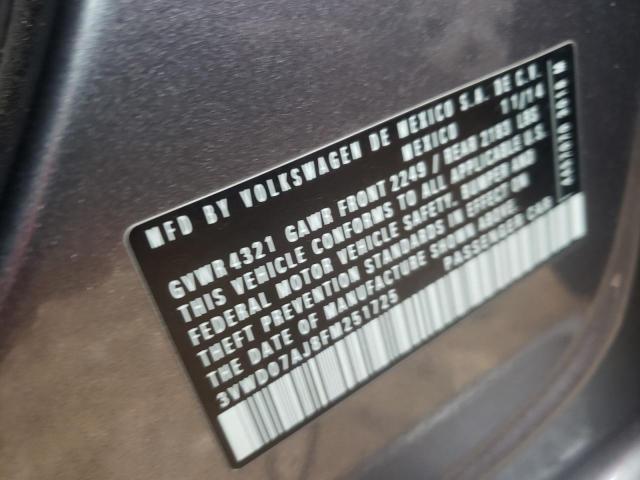 MFD BY VOLKSWAGEN DE MEXICO S.A. DE C.V.
MEXICO 11/14
GVWR 4321 GAWR FRONT 2249 / REAR 2183 LBS
THIS VEHICLE CONFORMS TO ALL APPLICABLE U.S.
FEDERAL MOTOR VEHICLE SAFETY, BUMPER AND
THEFT PREVENTION STANDARDS IN EFFECT ON
THE DATE OF MANUFACTURE SHOWN ABOVE.
3VWD07AJ8FM251725 PASSENGER CAR